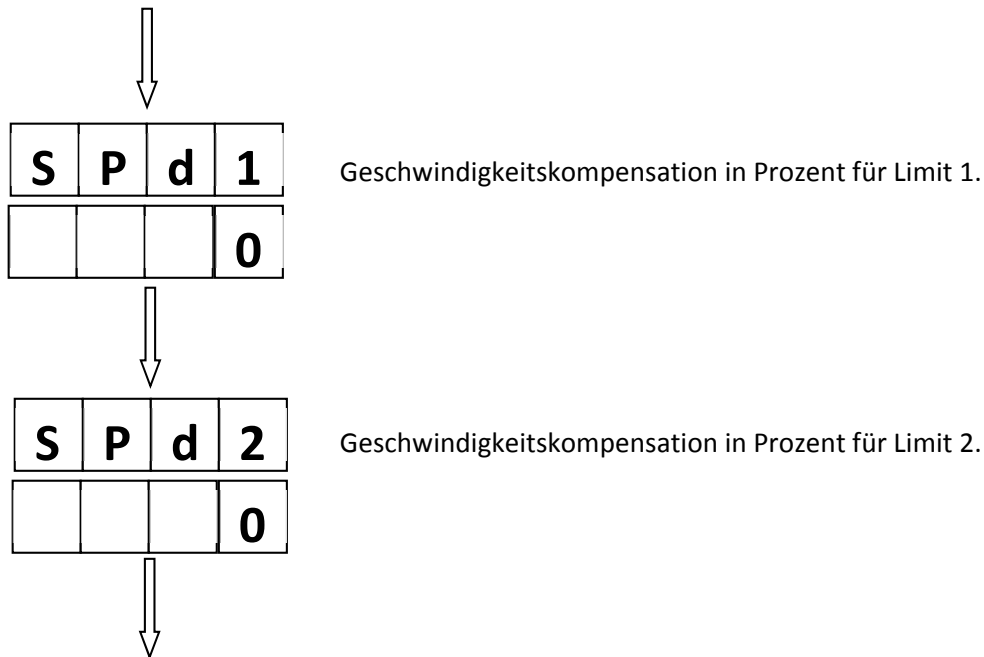 S P d 1
Geschwindigkeitskompensation in Prozent für Limit 1.
0
S P d 2
Geschwindigkeitskompensation in Prozent für Limit 2.
0